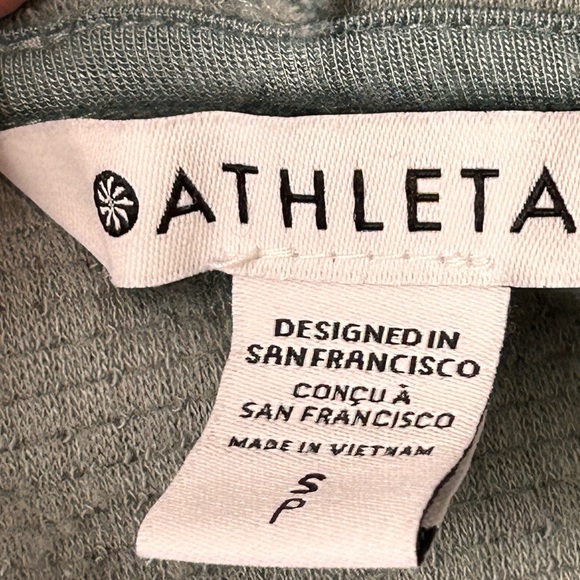 ATHLETA
DESIGNED IN
SAN FRANCISCO
CONÇU À
SAN FRANCISCO
MADE IN VIETNAM
S
P